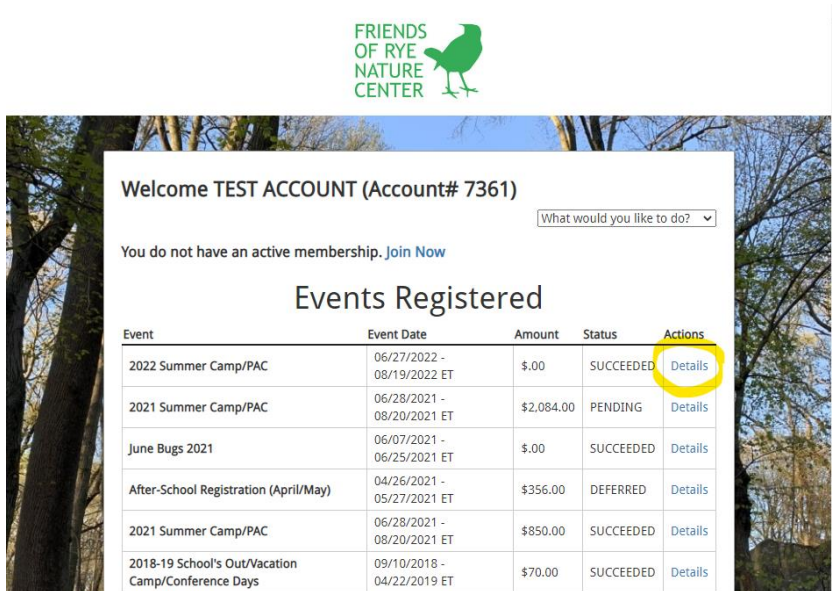 FRIENDS
OF RYE
NATURE
CENTER
Welcome TEST ACCOUNT (Account# 7361)
What would you like to do?
You do not have an active membership. Join Now
Events Registered
Event Event Date Amount Status Actions
2022 Summer Camp/PAC 06/27/2022 - 08/19/2022 ET $.00 SUCCEEDED Details
2021 Summer Camp/PAC 06/28/2021 - 08/20/2021 ET $2,084.00 PENDING Details
June Bugs 2021 06/07/2021 - 06/25/2021 ET $.00 SUCCEEDED Details
After-School Registration (April/May) 04/26/2021 - 05/27/2021 ET $356.00 DEFERRED Details
2021 Summer Camp/PAC 06/28/2021 - 08/20/2021 ET $850.00 SUCCEEDED Details
2018-19 School's Out/Vacation Camp/Conference Days 09/10/2018 - 04/22/2019 ET $70.00 SUCCEEDED Details